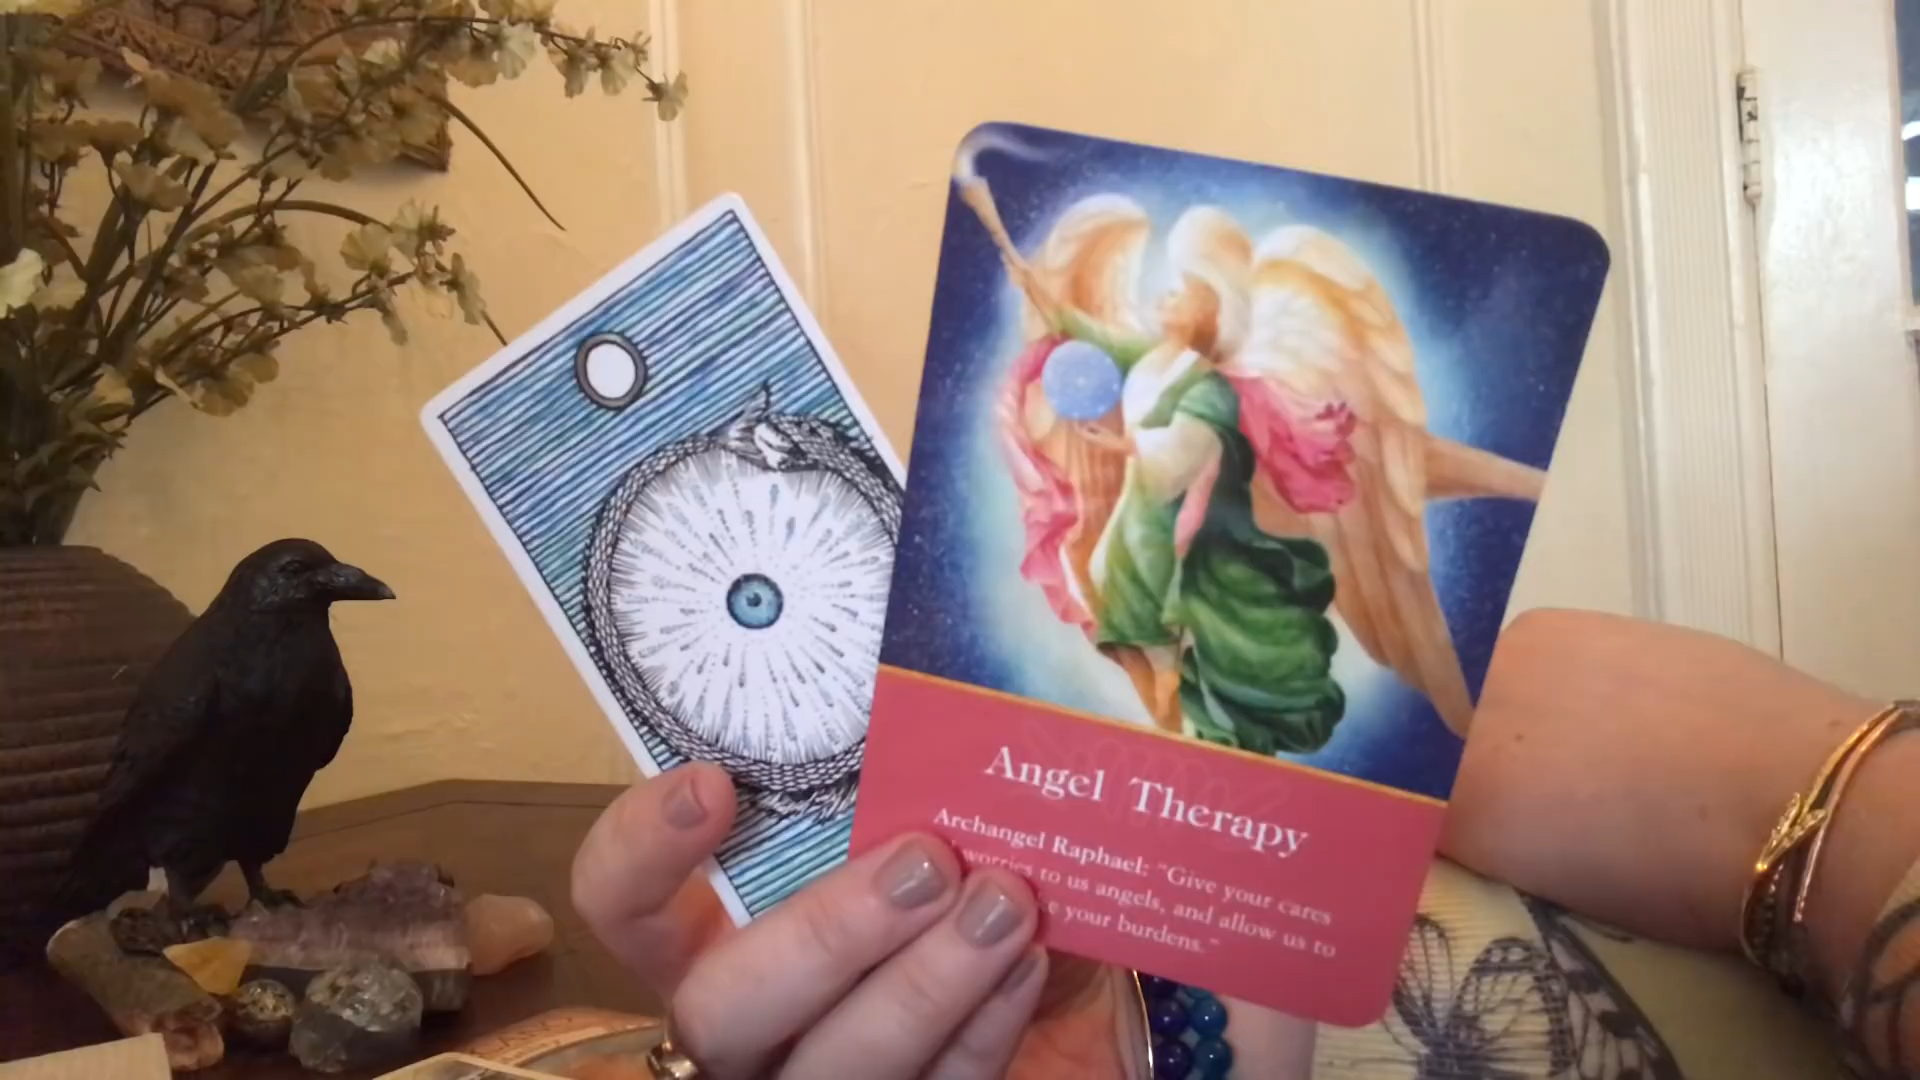 Angel Therapy
Archangel Raphael: "Give your cares
worries to us angels, and allow us to
your burdens."